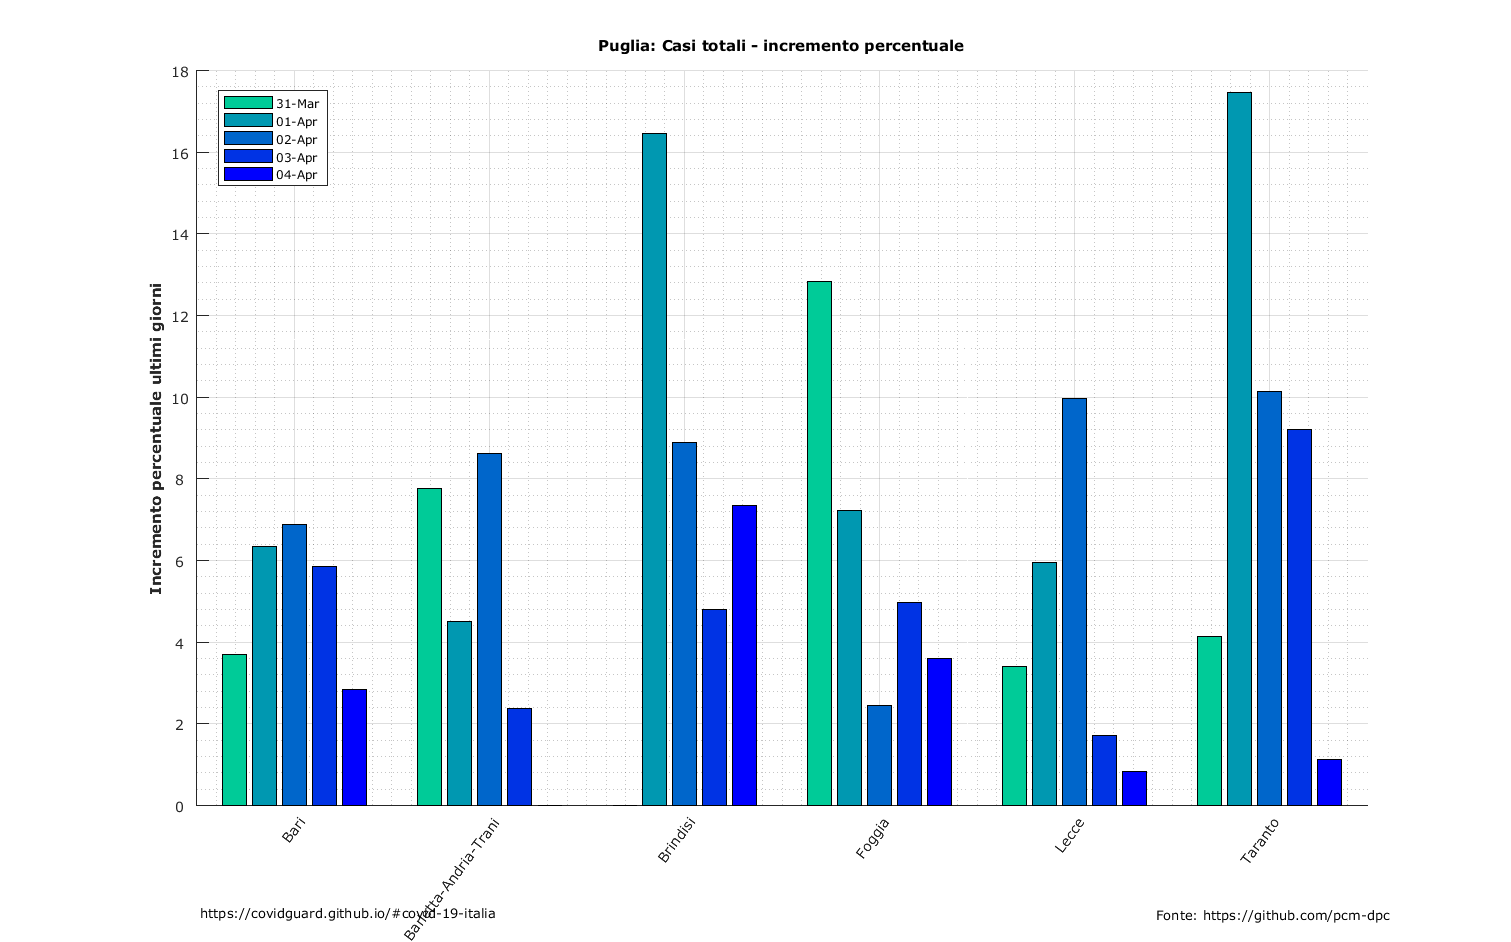 Puglia: Casi totali - incremento percentuale
Incremento percentuale ultimi giorni
18
16
14
12
10
8
6
4
2
0
31-Mar
01-Apr
02-Apr
03-Apr
04-Apr
Bari
Barletta-Andria-Trani
Brindisi
Foggia
Lecce
Taranto
https://covidguard.github.io/#covid-19-italia
Fonte: https://github.com/pcm-dpc